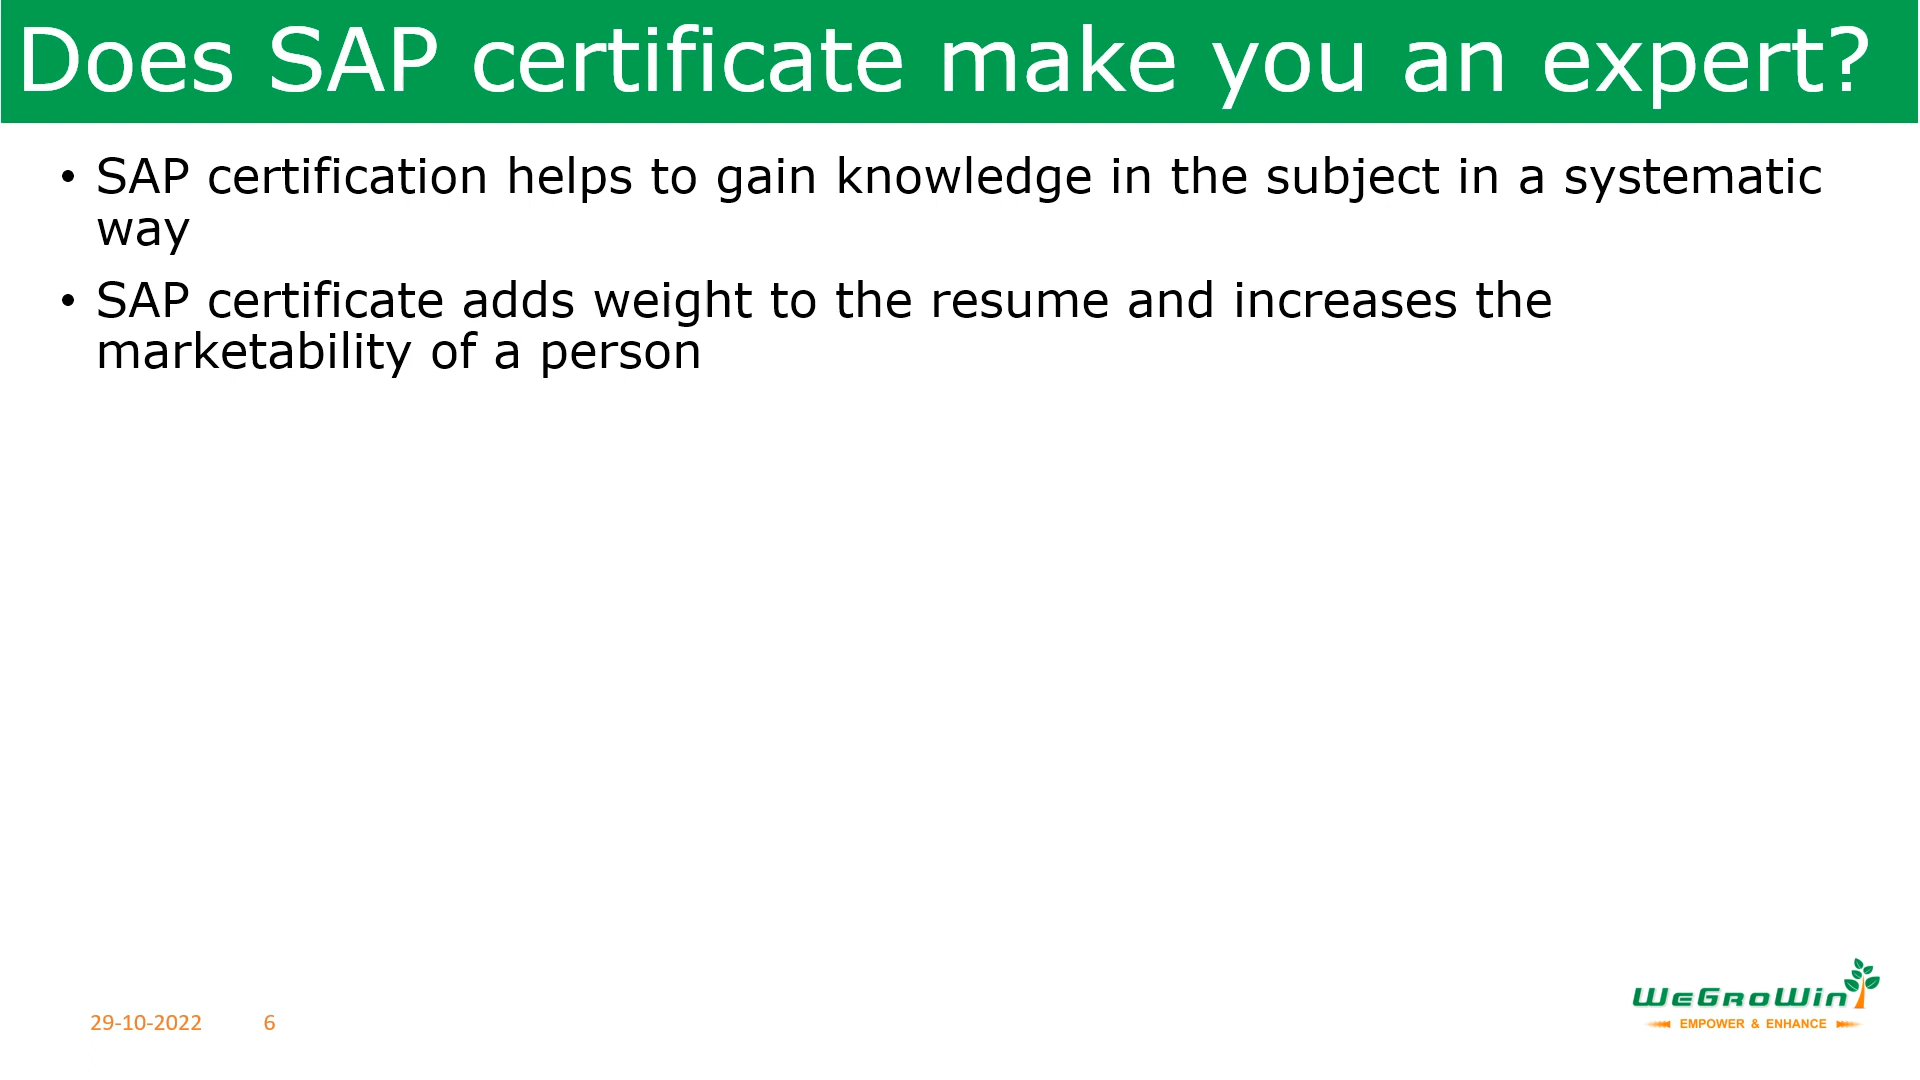 Does SAP certificate make you an expert?
• SAP certification helps to gain knowledge in the subject in a systematic
way
• SAP certificate adds weight to the resume and increases the
marketability of a person
29-10-2022 6
WeGroWin
EMPOWER & ENHANCE